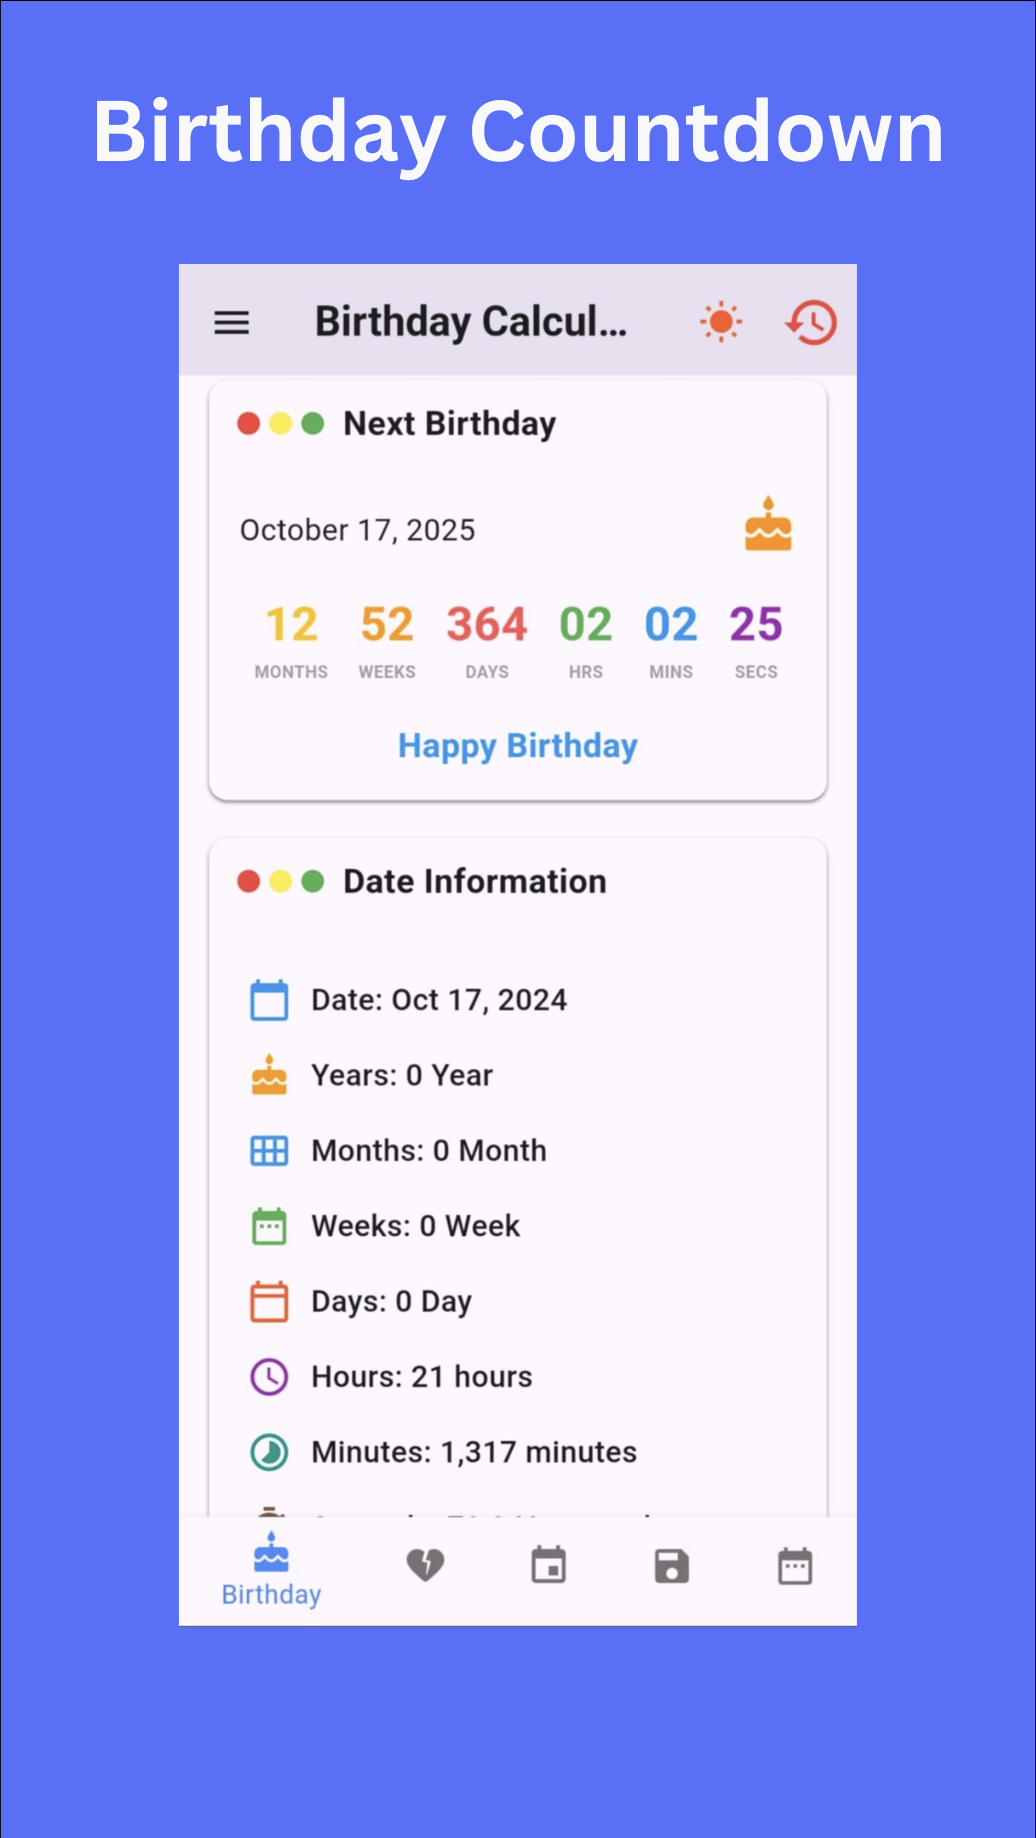 Birthday Countdown
Birthday Calcul...
Next Birthday
October 17, 2025
12 52 364 02 02 25
MONTHS WEEKS DAYS HRS MINS SECS
Happy Birthday
Date Information
Date: Oct 17, 2024
Years: 0 Year
Months: 0 Month
Weeks: 0 Week
Days: 0 Day
Hours: 21 hours
Minutes: 1,317 minutes
Birthday